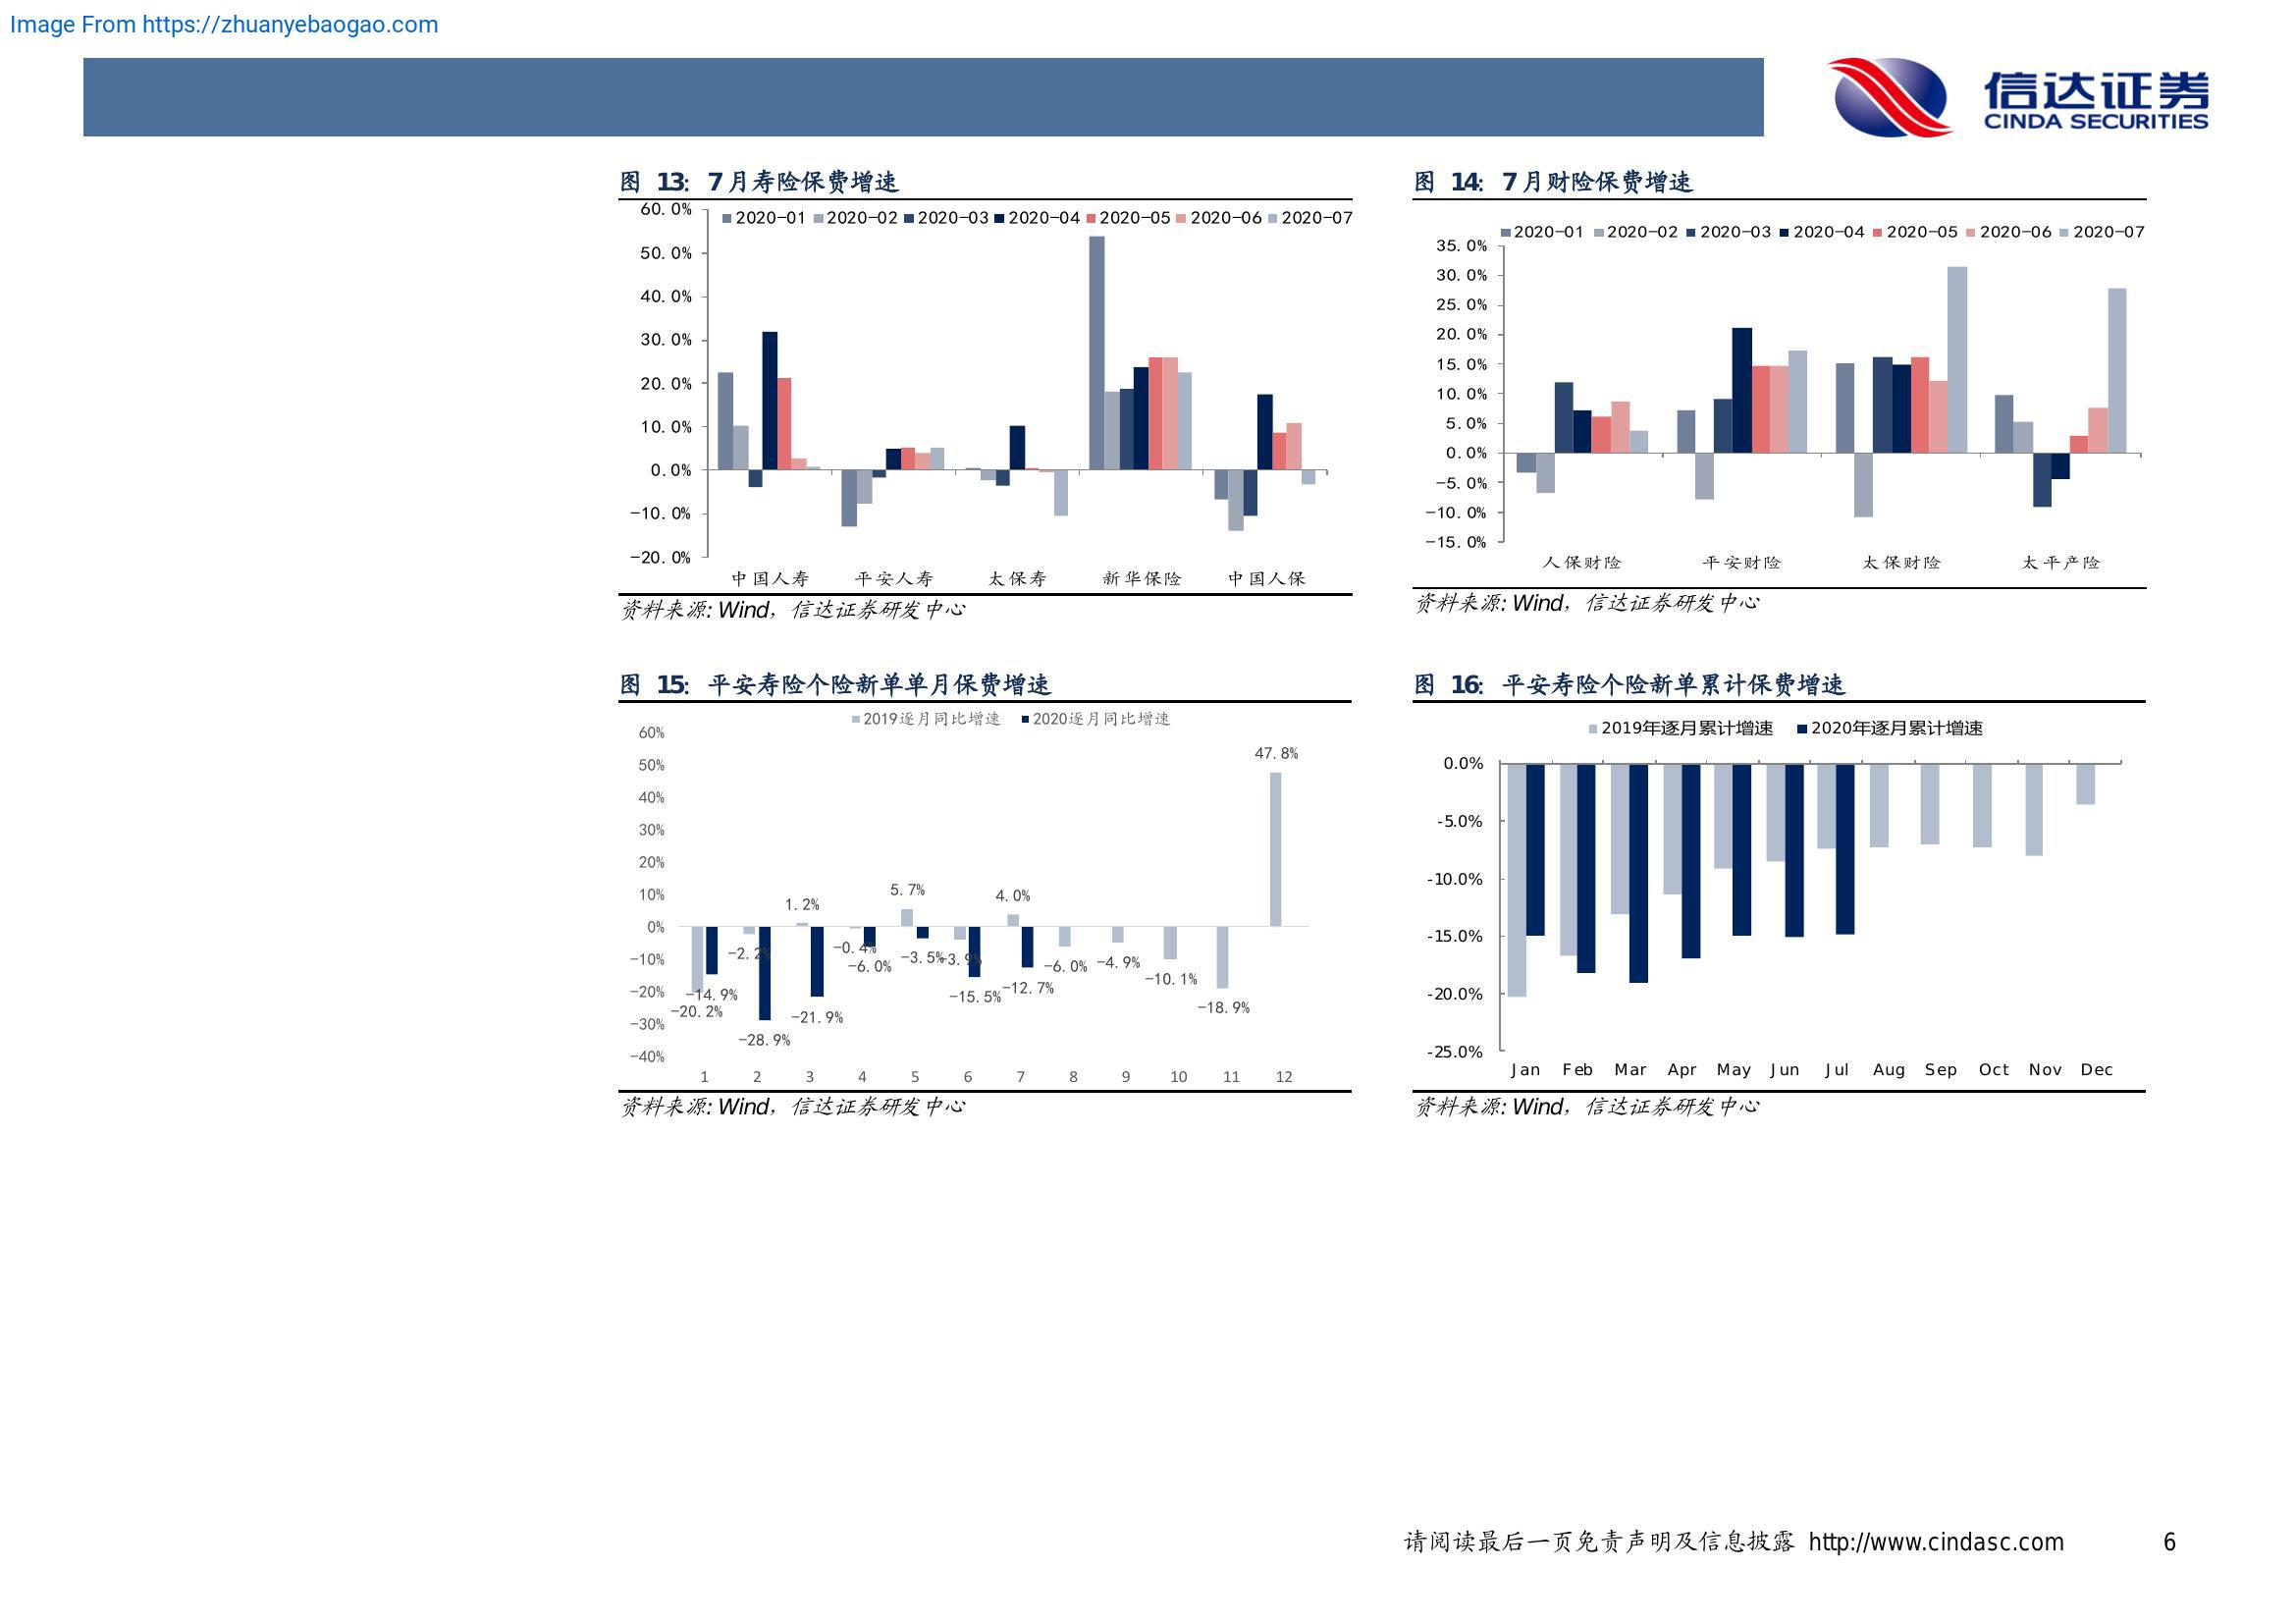 Image From https://zhuanyebaogao.com
信达证券
CINDA SECURITIES
图 13: 7 月寿险保费增速
2020-01 2020-02 2020-03 2020-04 2020-05 2020-06 2020-07
60.0%
50.0%
40.0%
30.0%
20.0%
10.0%
0.0%
-10.0%
-20.0%
中国人寿 平安人寿 太保寿 新华保险 中国人保
资料来源: Wind，信达证券研发中心
图 14: 7 月财险保费增速
2020-01 2020-02 2020-03 2020-04 2020-05 2020-06 2020-07
35.0%
30.0%
25.0%
20.0%
15.0%
10.0%
5.0%
0.0%
-5.0%
-10.0%
-15.0%
人保财险 平安财险 太保财险 太平产险
资料来源: Wind，信达证券研发中心
图 15: 平安寿险个险新单单月保费增速
2019逐月同比增速 2020逐月同比增速
60%
50%
40%
30%
20%
10%
0%
-10%
-20%
-30%
-40%
-20.2% -2.2% 1.2% -0.4% 5.7% -3.9% 4.0% -6.0% -4.9% -10.1% -18.9% 47.8%
-14.9% -28.9% -21.9% -6.0% -3.5% -15.5% -12.7%
1 2 3 4 5 6 7 8 9 10 11 12
资料来源: Wind，信达证券研发中心
图 16: 平安寿险个险新单累计保费增速
2019年逐月累计增速 2020年逐月累计增速
0.0%
-5.0%
-10.0%
-15.0%
-20.0%
-25.0%
Jan Feb Mar Apr May Jun Jul Aug Sep Oct Nov Dec
资料来源: Wind，信达证券研发中心
请阅读最后一页免责声明及信息披露 http://www.cindasc.com 6